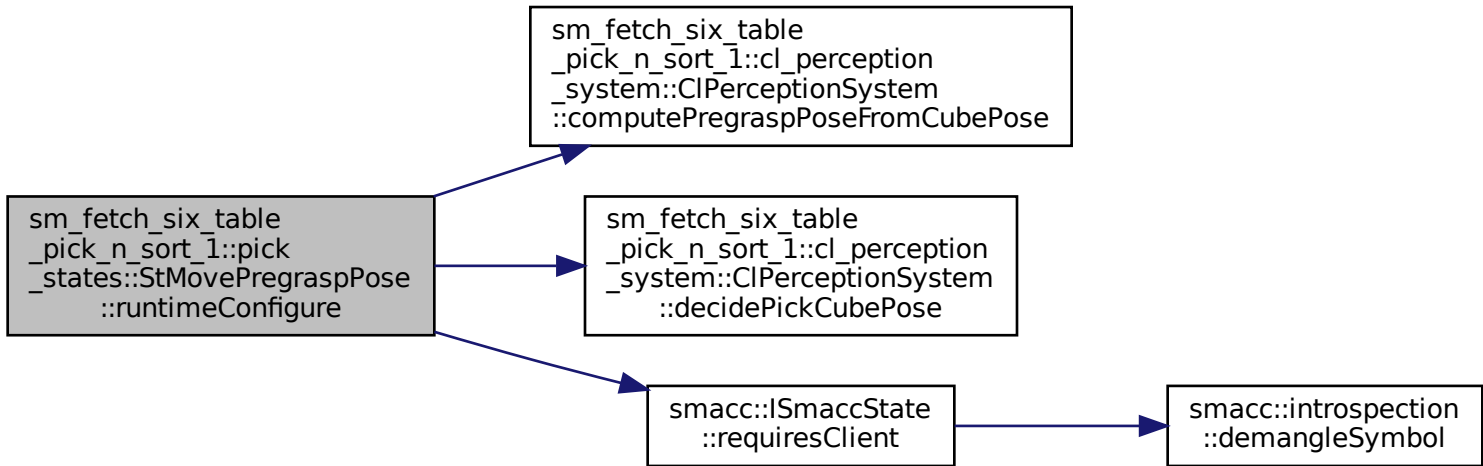 sm_fetch_six_table
_pick_n_sort_1::cl_perception
_system::ClPerceptionSystem
::computePregraspPoseFromCubePose
sm_fetch_six_table
_pick_n_sort_1::pick
_states::StMovePregraspPose
::runtimeConfigure
sm_fetch_six_table
_pick_n_sort_1::cl_perception
_system::ClPerceptionSystem
::decidePickCubePose
smacc::ISmaccState
::requiresClient
smacc::introspection
::demangleSymbol